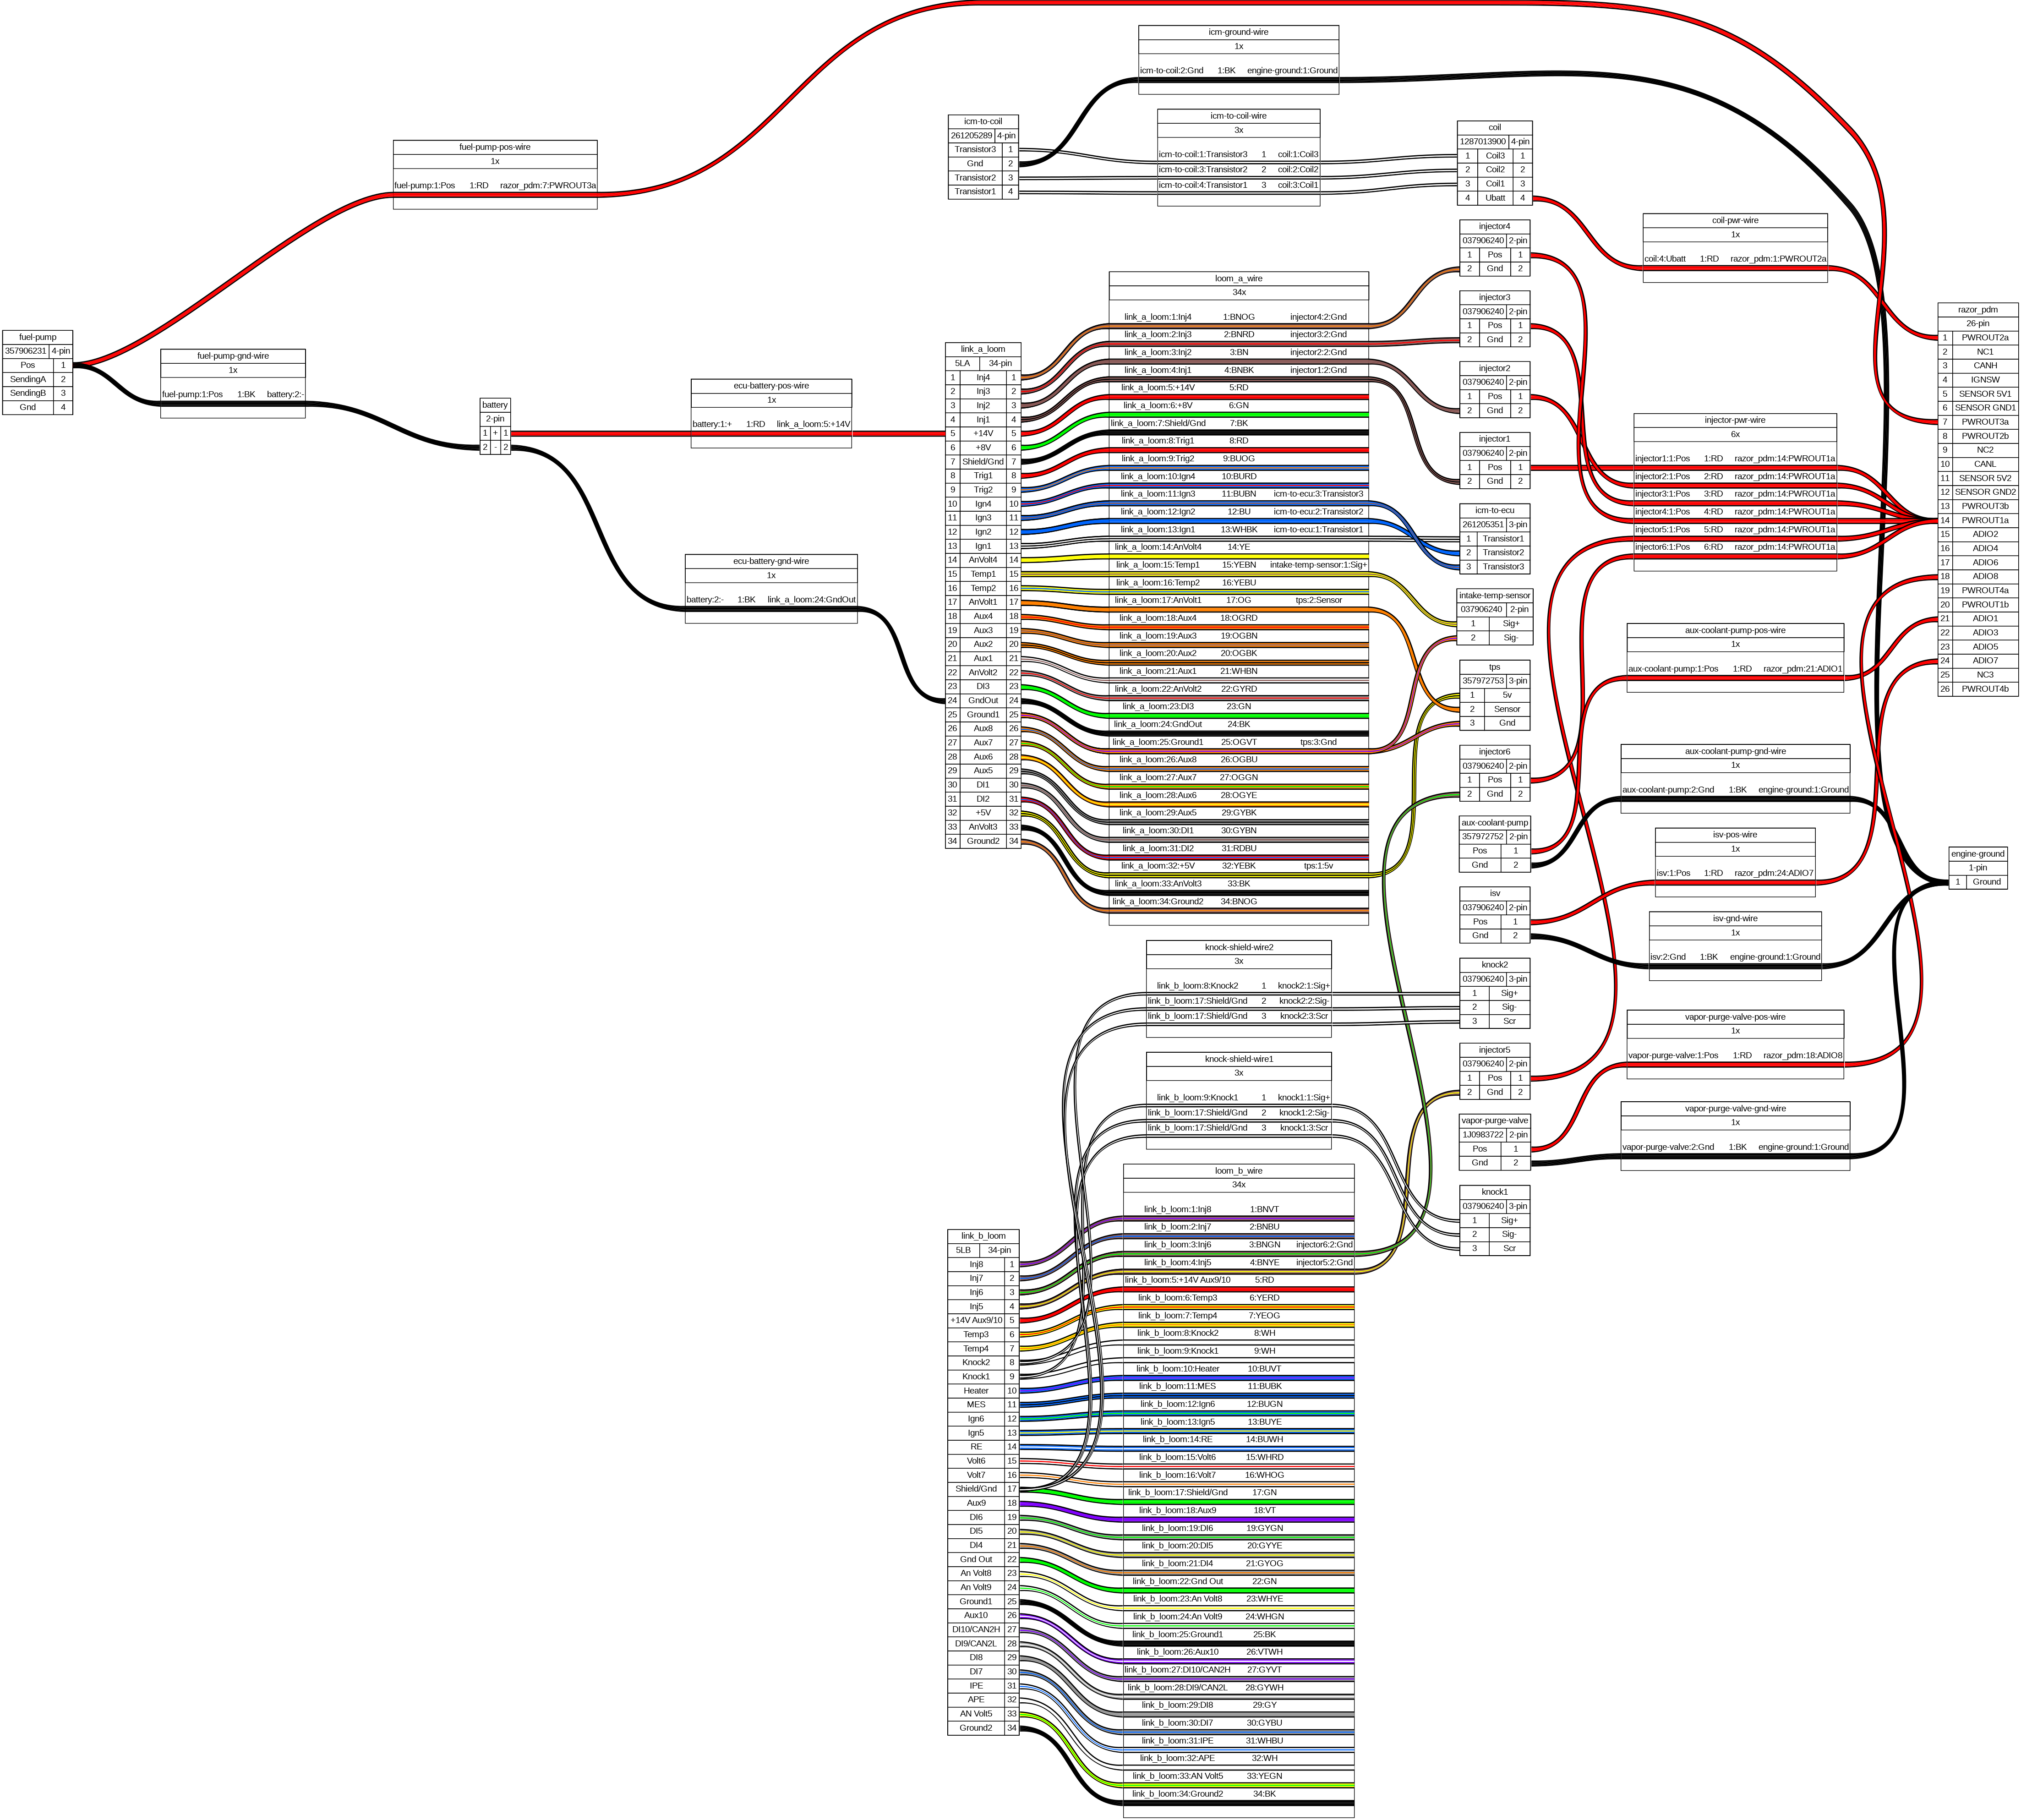 icm-ground-wire
1x
icm-to-coil:2:Gnd 1:BK engine-ground:1:Ground
fuel-pump-pos-wire
1x
fuel-pump:1:Pos 1:RD razor_pdm:7:PWROUT3a
icm-to-coil
261205289 4-pin
Transistor3 1
Gnd 2
Transistor2 3
Transistor1 4
icm-to-coil-wire
3x
icm-to-coil:1:Transistor3 1 coil:1:Coil3
icm-to-coil:3:Transistor2 2 coil:2:Coil2
icm-to-coil:4:Transistor1 3 coil:3:Coil1
coil
1287013900 4-pin
1 Coil3 1
2 Coil2 2
3 Coil1 3
4 Ubatt 4
coil-pwr-wire
1x
coil:4:Ubatt 1:RD razor_pdm:1:PWROUT2a
fuel-pump
357906231 4-pin
Pos 1
SendingA 2
SendingB 3
Gnd 4
fuel-pump-gnd-wire
1x
fuel-pump:1:Pos 1:BK battery:2:-
battery
2-pin
1 + 1
2 - 2
ecu-battery-pos-wire
1x
battery:1:+ 1:RD link_a_loom:5:+14V
ecu-battery-gnd-wire
1x
battery:2:- 1:BK link_a_loom:24:GndOut
link_a_loom
5LA 34-pin
1 Inj4 1
2 Inj3 2
3 Inj2 3
4 Inj1 4
5 +14V 5
6 +8V 6
7 Shield/Gnd 7
8 Trig1 8
9 Trig2 9
10 Ign4 10
11 Ign3 11
12 Ign2 12
13 Ign1 13
14 AnVolt4 14
15 Temp1 15
16 Temp2 16
17 AnVolt1 17
18 Aux4 18
19 Aux3 19
20 Aux2 20
21 Aux1 21
22 AnVolt2 22
23 DI3 23
24 GndOut 24
25 Ground1 25
26 Aux8 26
27 Aux7 27
28 Aux6 28
29 Aux5 29
30 DI1 30
31 DI2 31
32 +5V 32
33 AnVolt3 33
34 Ground2 34
loom_a_wire
34x
link_a_loom:1:Inj4 1:BNOG injector4:2:Gnd
link_a_loom:2:Inj3 2:BNRD injector3:2:Gnd
link_a_loom:3:Inj2 3:BN injector2:2:Gnd
link_a_loom:4:Inj1 4:BNBK injector1:2:Gnd
link_a_loom:5:+14V 5:RD
link_a_loom:6:+8V 6:GN
link_a_loom:7:Shield/Gnd 7:BK
link_a_loom:8:Trig1 8:RD
link_a_loom:9:Trig2 9:BUOG
link_a_loom:10:Ign4 10:BURD
link_a_loom:11:Ign3 11:BUBN icm-to-ecu:3:Transistor3
link_a_loom:12:Ign2 12:BU icm-to-ecu:2:Transistor2
link_a_loom:13:Ign1 13:WHBK icm-to-ecu:1:Transistor1
link_a_loom:14:AnVolt4 14:YE
link_a_loom:15:Temp1 15:YEBN intake-temp-sensor:1:Sig+
link_a_loom:16:Temp2 16:YEBU
link_a_loom:17:AnVolt1 17:OG tps:2:Sensor
link_a_loom:18:Aux4 18:OGRD
link_a_loom:19:Aux3 19:OGBN
link_a_loom:20:Aux2 20:OGBK
link_a_loom:21:Aux1 21:WHBN
link_a_loom:22:AnVolt2 22:GYRD
link_a_loom:23:DI3 23:GN
link_a_loom:24:GndOut 24:BK
link_a_loom:25:Ground1 25:OGVT tps:3:Gnd
link_a_loom:26:Aux8 26:OGBU
link_a_loom:27:Aux7 27:OGGN
link_a_loom:28:Aux6 28:OGYE
link_a_loom:29:Aux5 29:GYBK
link_a_loom:30:DI1 30:GYBN
link_a_loom:31:DI2 31:RDBU
link_a_loom:32:+5V 32:YEBK tps:1:5v
link_a_loom:33:AnVolt3 33:BK
link_a_loom:34:Ground2 34:BNOG
injector4
037906240 2-pin
1 Pos 1
2 Gnd 2
injector3
037906240 2-pin
1 Pos 1
2 Gnd 2
injector2
037906240 2-pin
1 Pos 1
2 Gnd 2
injector1
037906240 2-pin
1 Pos 1
2 Gnd 2
icm-to-ecu
261205351 3-pin
1 Transistor1
2 Transistor2
3 Transistor3
intake-temp-sensor
037906240 2-pin
1 Sig+
2 Sig-
tps
357972753 3-pin
1 5v
2 Sensor
3 Gnd
injector6
037906240 2-pin
1 Pos 1
2 Gnd 2
aux-coolant-pump
357972752 2-pin
Pos 1
Gnd 2
isv
037906240 2-pin
Pos 1
Gnd 2
knock2
037906240 3-pin
1 Sig+
2 Sig-
3 Scr
injector5
037906240 2-pin
1 Pos 1
2 Gnd 2
vapor-purge-valve
1J0983722 2-pin
Pos 1
Gnd 2
knock1
037906240 3-pin
1 Sig+
2 Sig-
3 Scr
injector-pwr-wire
6x
injector1:1:Pos 1:RD razor_pdm:14:PWROUT1a
injector2:1:Pos 2:RD razor_pdm:14:PWROUT1a
injector3:1:Pos 3:RD razor_pdm:14:PWROUT1a
injector4:1:Pos 4:RD razor_pdm:14:PWROUT1a
injector5:1:Pos 5:RD razor_pdm:14:PWROUT1a
injector6:1:Pos 6:RD razor_pdm:14:PWROUT1a
aux-coolant-pump-pos-wire
1x
aux-coolant-pump:1:Pos 1:RD razor_pdm:21:ADIO1
aux-coolant-pump-gnd-wire
1x
aux-coolant-pump:2:Gnd 1:BK engine-ground:1:Ground
isv-pos-wire
1x
isv:1:Pos 1:RD razor_pdm:24:ADIO7
isv-gnd-wire
1x
isv:2:Gnd 1:BK engine-ground:1:Ground
vapor-purge-valve-pos-wire
1x
vapor-purge-valve:1:Pos 1:RD razor_pdm:18:ADIO8
vapor-purge-valve-gnd-wire
1x
vapor-purge-valve:2:Gnd 1:BK engine-ground:1:Ground
razor_pdm
26-pin
1 PWROUT2a
2 NC1
3 CANH
4 IGNSW
5 SENSOR 5V1
6 SENSOR GND1
7 PWROUT3a
8 PWROUT2b
9 NC2
10 CANL
11 SENSOR 5V2
12 SENSOR GND2
13 PWROUT3b
14 PWROUT1a
15 ADIO2
16 ADIO4
17 ADIO6
18 ADIO8
19 PWROUT4a
20 PWROUT1b
21 ADIO1
22 ADIO3
23 ADIO5
24 ADIO7
25 NC3
26 PWROUT4b
engine-ground
1-pin
1 Ground
knock-shield-wire2
3x
link_b_loom:8:Knock2 1 knock2:1:Sig+
link_b_loom:17:Shield/Gnd 2 knock2:2:Sig-
link_b_loom:17:Shield/Gnd 3 knock2:3:Scr
knock-shield-wire1
3x
link_b_loom:9:Knock1 1 knock1:1:Sig+
link_b_loom:17:Shield/Gnd 2 knock1:2:Sig-
link_b_loom:17:Shield/Gnd 3 knock1:3:Scr
link_b_loom
5LB 34-pin
Inj8 1
Inj7 2
Inj6 3
Inj5 4
+14V Aux9/10 5
Temp3 6
Temp4 7
Knock2 8
Knock1 9
Heater 10
MES 11
Ign6 12
Ign5 13
RE 14
Volt6 15
Volt7 16
Shield/Gnd 17
Aux9 18
DI6 19
DI5 20
DI4 21
Gnd Out 22
An Volt8 23
An Volt9 24
Ground1 25
Aux10 26
DI10/CAN2H 27
DI9/CAN2L 28
DI8 29
DI7 30
IPE 31
APE 32
AN Volt5 33
Ground2 34
loom_b_wire
34x
link_b_loom:1:Inj8 1:BNVT
link_b_loom:2:Inj7 2:BNBU
link_b_loom:3:Inj6 3:BNGN injector6:2:Gnd
link_b_loom:4:Inj5 4:BNYE injector5:2:Gnd
link_b_loom:5:+14V Aux9/10 5:RD
link_b_loom:6:Temp3 6:YERD
link_b_loom:7:Temp4 7:YEOG
link_b_loom:8:Knock2 8:WH
link_b_loom:9:Knock1 9:WH
link_b_loom:10:Heater 10:BUVT
link_b_loom:11:MES 11:BUBK
link_b_loom:12:Ign6 12:BUGN
link_b_loom:13:Ign5 13:BUYE
link_b_loom:14:RE 14:BUWH
link_b_loom:15:Volt6 15:WHRD
link_b_loom:16:Volt7 16:WHOG
link_b_loom:17:Shield/Gnd 17:GN
link_b_loom:18:Aux9 18:VT
link_b_loom:19:DI6 19:GYGN
link_b_loom:20:DI5 20:GYYE
link_b_loom:21:DI4 21:GYOG
link_b_loom:22:Gnd Out 22:GN
link_b_loom:23:An Volt8 23:WHYE
link_b_loom:24:An Volt9 24:WHGN
link_b_loom:25:Ground1 25:BK
link_b_loom:26:Aux10 26:VTWH
link_b_loom:27:DI10/CAN2H 27:GYVT
link_b_loom:28:DI9/CAN2L 28:GYWH
link_b_loom:29:DI8 29:GY
link_b_loom:30:DI7 30:GYBU
link_b_loom:31:IPE 31:WHBU
link_b_loom:32:APE 32:WH
link_b_loom:33:AN Volt5 33:YEGN
link_b_loom:34:Ground2 34:BK